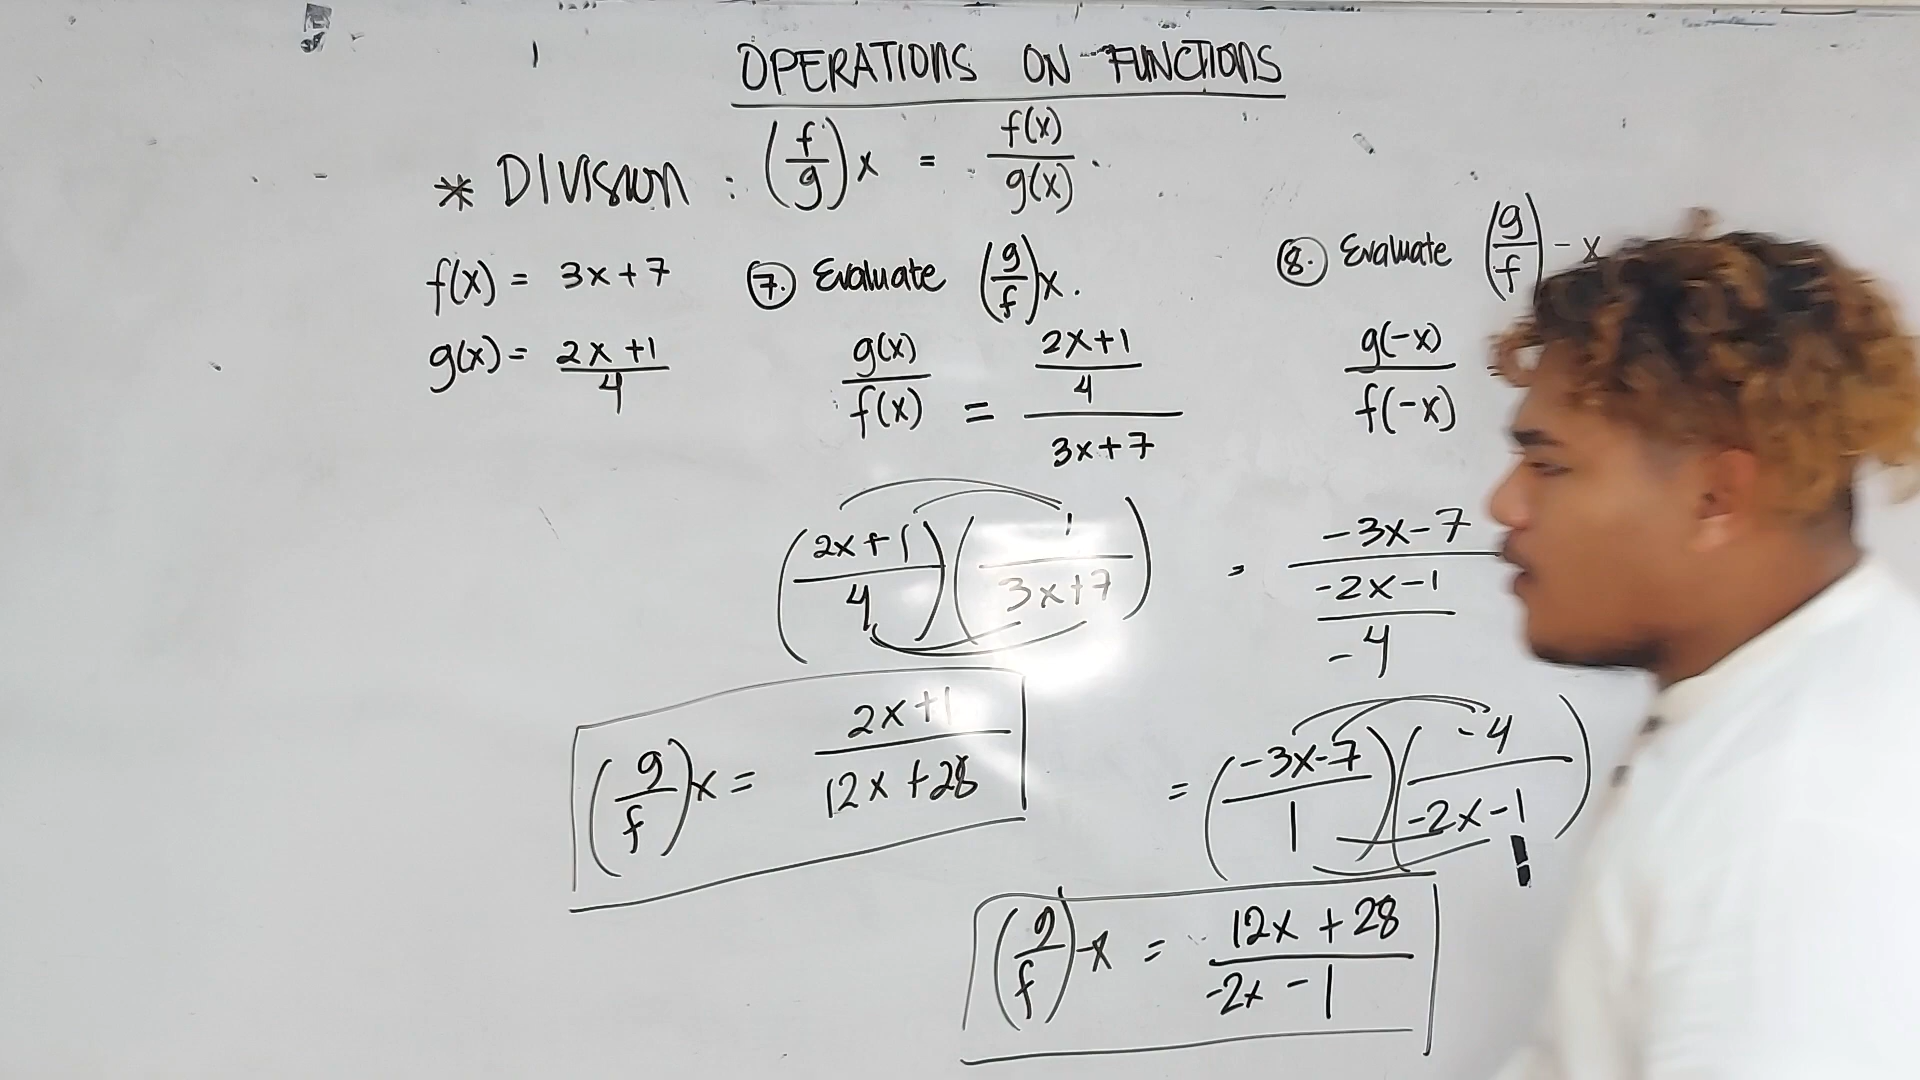 OPERATIONS ON FUNCTIONS
* DIVISION : (f/g)x = f(x)/g(x).
f(x) = 3x+7
g(x) = 2x+1/4
7. Evaluate (g/f)x.
g(x)/f(x) = 2x+1/4/3x+7
(2x+1/4)(1/3x+7)
(g/f)x = 2x+1/12x+28
8. Evaluate (g/f)-x
g(-x)/f(-x)
= -3x-7/-2x-1/-4
= (-3x-7/1)(-4/-2x-1)
(g/f)-x = 12x+28/-2x-1